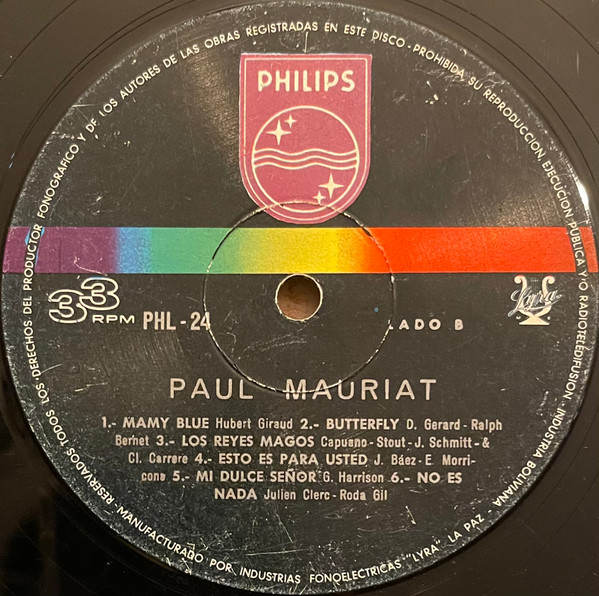 RESERVADOS TODOS LOS DERECHOS DEL PRODUCTOR FONOGRAFICO Y DE LOS AUTORES DE LAS OBRAS REGISTRADAS EN ESTE DISCO - PROHIBIDA SU REPRODUCCION, EJECUCION PUBLICA Y/O RADIOTELEDIFUSION INDUSTRIA BOLIVIANA
PHILIPS
33 RPM PHL-24
LADO B
Lyra
PAUL MAURIAT
1.- MAMY BLUE Hubert Giraud 2.- BUTTERFLY D. Gerard - Ralph
Bernet 3.- LOS REYES MAGOS Capuano - Stout - J. Schmitt - &
Cl. Carrere 4.- ESTO ES PARA USTED J. Báez - E. Morri-
cone 5.- MI DULCE SEÑOR G. Harrison 6.- NO ES
NADA Julien Clerc - Roda Gil
MANUFACTURADO POR INDUSTRIAS FONOELECTRICAS "LYRA" LA PAZ -